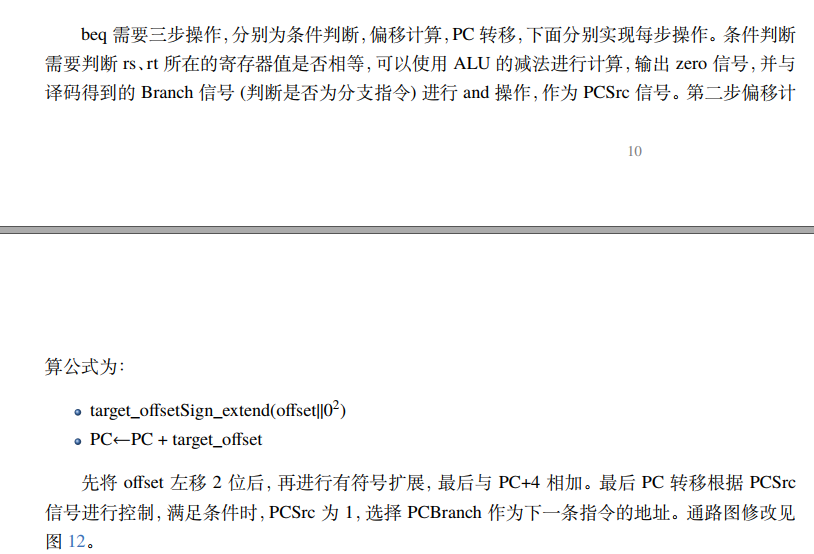 beq 需要三步操作，分别为条件判断，偏移计算，PC 转移，下面分别实现每步操作。条件判断
需要判断 rs、rt 所在的寄存器值是否相等，可以使用 ALU 的减法进行计算，输出 zero 信号，并与
译码得到的 Branch 信号 (判断是否为分支指令) 进行 and 操作，作为 PCSrc 信号。第二步偏移计
10
算公式为：
• target_offsetSign_extend(offset||0²)
• PC←PC + target_offset
先将 offset 左移 2 位后，再进行有符号扩展，最后与 PC+4 相加。最后 PC 转移根据 PCSrc
信号进行控制，满足条件时，PCSrc 为 1，选择 PCBranch 作为下一条指令的地址。通路图修改见
图 12。